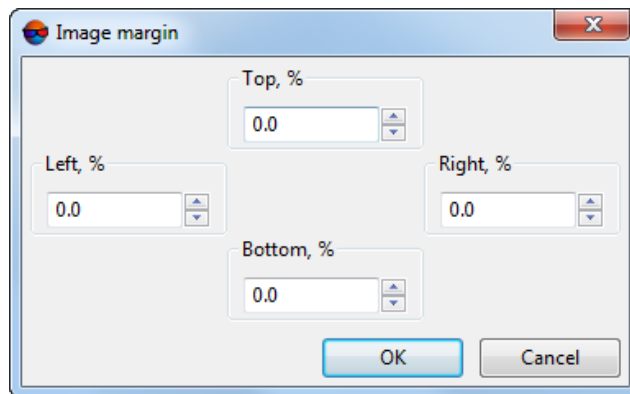 Image margin
Top, %
0.0
Left, %
0.0
Right, %
0.0
Bottom, %
0.0
OK
Cancel